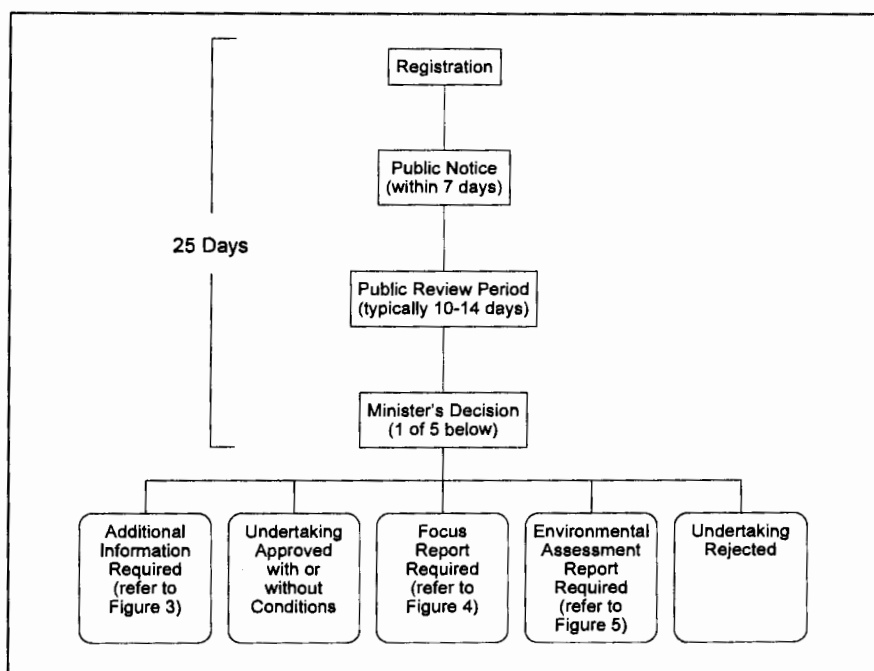 Registration
Public Notice
(within 7 days)
25 Days
Public Review Period
(typically 10-14 days)
Minister's Decision
(1 of 5 below)
Additional
Information
Required
(refer to
Figure 3)
Undertaking
Approved
with or
without
Conditions
Focus
Report
Required
(refer to
Figure 4)
Environmental
Assessment
Report
Required
(refer to
Figure 5)
Undertaking
Rejected